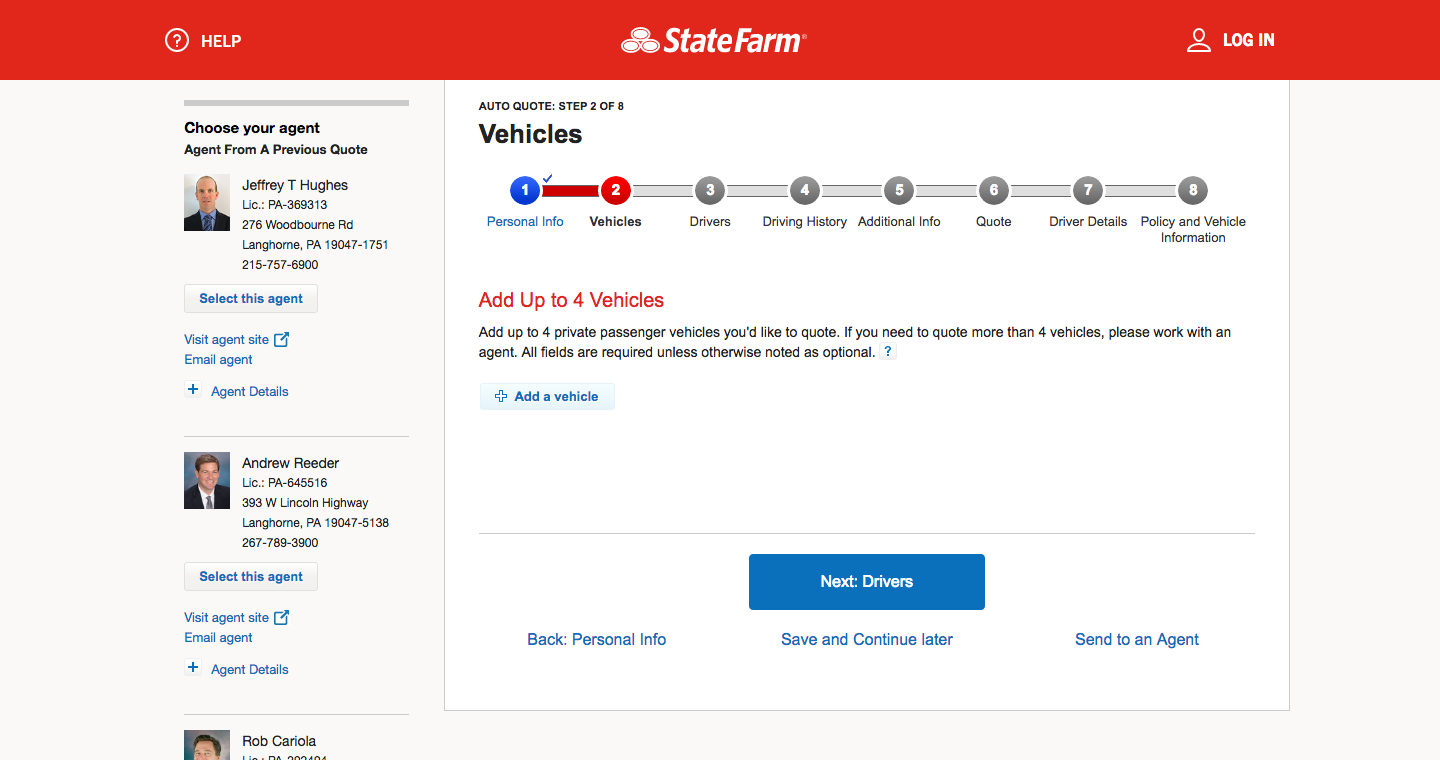 ? HELP
StateFarm®
LOG IN
Choose your agent
Agent From A Previous Quote
Jeffrey T Hughes
Lic.: PA-369313
276 Woodbourne Rd
Langhorne, PA 19047-1751
215-757-6900
Select this agent
Visit agent site
Email agent
Agent Details
Andrew Reeder
Lic.: PA-645516
393 W Lincoln Highway
Langhorne, PA 19047-5138
267-789-3900
Select this agent
Visit agent site
Email agent
Agent Details
Rob Cariola
AUTO QUOTE: STEP 2 OF 8
Vehicles
1 2 3 4 5 6 7 8
Personal Info Vehicles Drivers Driving History Additional Info Quote Driver Details Policy and Vehicle
Information
Add Up to 4 Vehicles
Add up to 4 private passenger vehicles you'd like to quote. If you need to quote more than 4 vehicles, please work with an
agent. All fields are required unless otherwise noted as optional. ?
Add a vehicle
Next: Drivers
Back: Personal Info Save and Continue later Send to an Agent